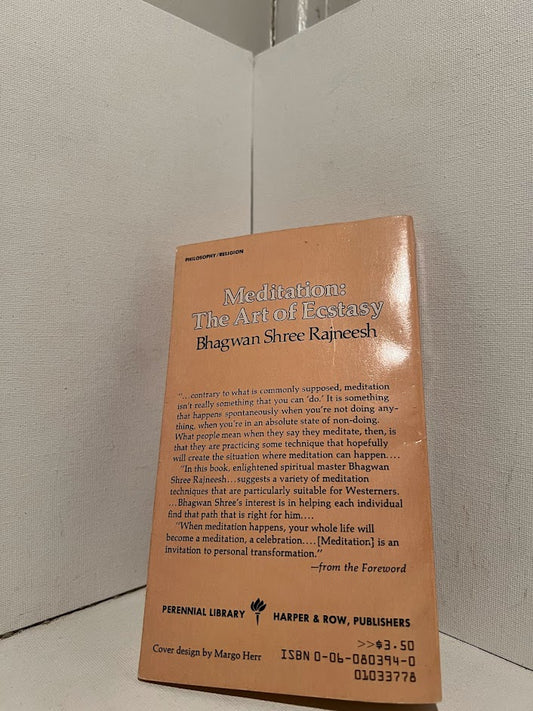 PHILOSOPHY/RELIGION
Meditation:
The Art of Ecstasy
Bhagwan Shree Rajneesh
"...contrary to what is commonly supposed, meditation
isn't really something that you can 'do.' It is something
that happens spontaneously when you're not doing any-
thing, when you're in an absolute state of non-doing.
What people mean when they say they meditate, then, is
that they are practicing some technique that hopefully
will create the situation where meditation can happen....
"In this book, enlightened spiritual master Bhagwan
Shree Rajneesh...suggests a variety of meditation
techniques that are particularly suitable for Westerners.
...Bhagwan Shree's interest is in helping each individual
find that path that is right for him....
"When meditation happens, your whole life will
become a meditation, a celebration....[Meditation] is an
invitation to personal transformation."
—from the Foreword
PERENNIAL LIBRARY HARPER & ROW, PUBLISHERS
>>$3.50
Cover design by Margo Herr ISBN 0-06-080394-0
01033778